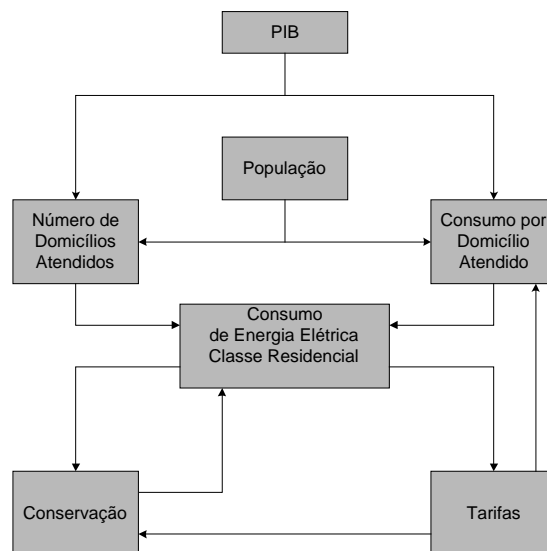 PIB
População
Número de
Domicílios
Atendidos
Consumo por
Domicílio
Atendido
Consumo
de Energia Elétrica
Classe Residencial
Conservação
Tarifas